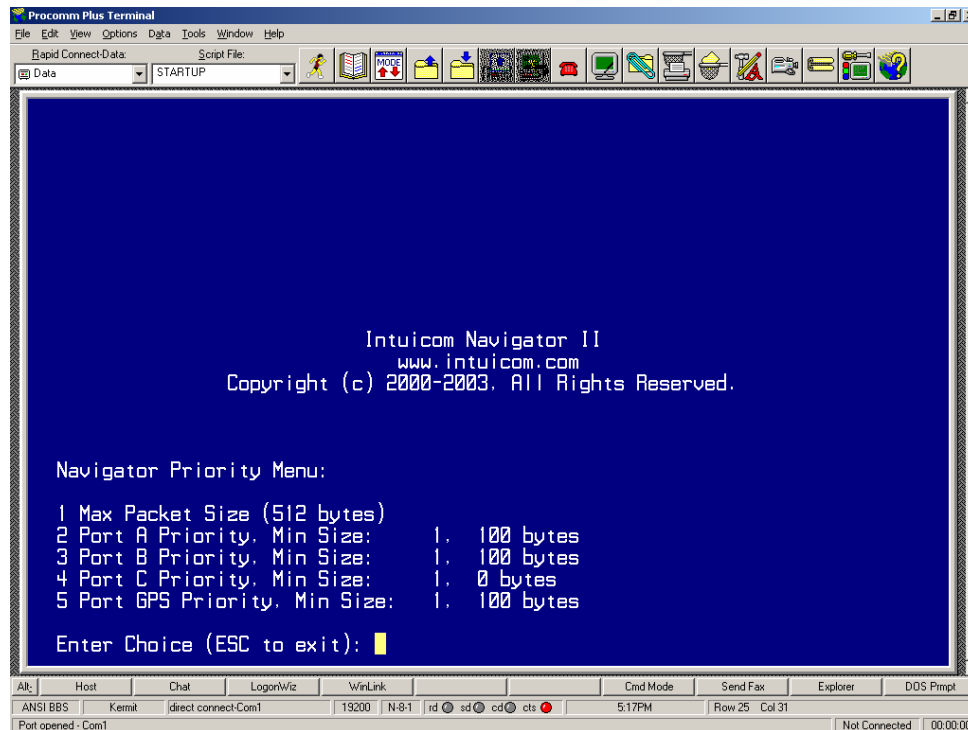 Procomm Plus Terminal
File Edit View Options Data Tools Window Help
Rapid Connect-Data: Script File:
Data STARTUP
MODE
Intuicom Navigator II
www.intuicom.com
Copyright (c) 2000-2003, All Rights Reserved.
Navigator Priority Menu:
1 Max Packet Size (512 bytes)
2 Port A Priority, Min Size: 1, 100 bytes
3 Port B Priority, Min Size: 1, 100 bytes
4 Port C Priority, Min Size: 1, 0 bytes
5 Port GPS Priority, Min Size: 1, 100 bytes
Enter Choice (ESC to exit):
Alt: Host Chat LogonWiz WinLink Cmd Mode Send Fax Explorer DOS Prmpt
ANSI BBS Kermit direct connect-Com1 19200 N-8-1 rd sd cd cts 5:17PM Row 25 Col 31
Port opened - Com1 Not Connected 00:00:00